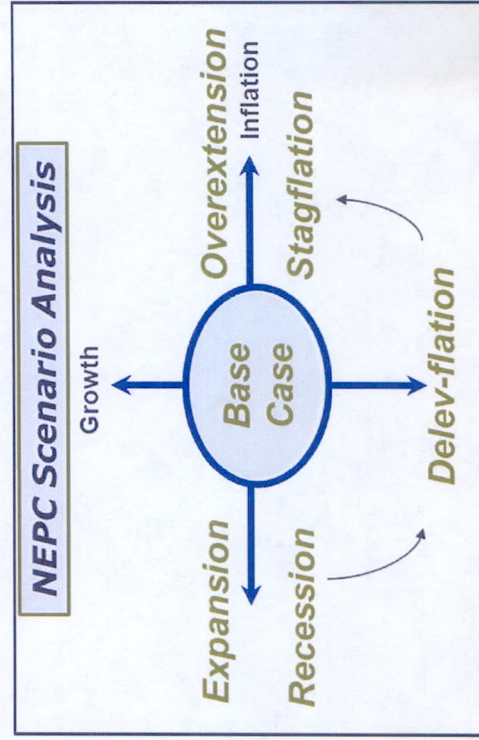 NEPC Scenario Analysis
Growth
Expansion
Overextension
Base
Case
Inflation
Recession
Stagflation
Delev-flation